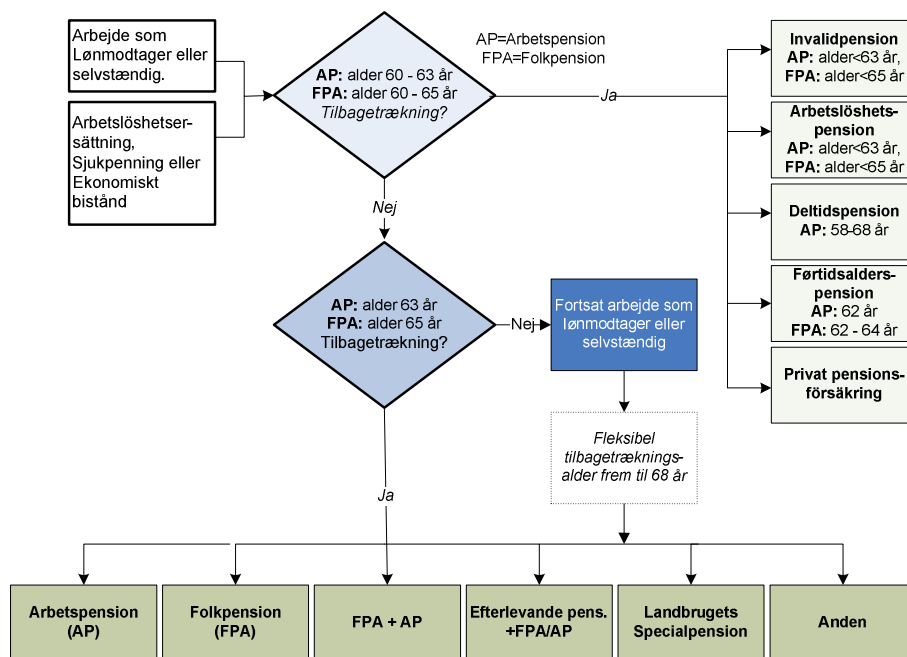 Arbejde som
Lønmodtager eller
selvstændig.
Arbetslöshetser-
sättning,
Sjukpenning eller
Ekonomiskt
bistånd
AP: alder 60 - 63 år
FPA: alder 60 - 65 år
Tilbagetrækning?
AP=Arbetspension
FPA=Folkpension
Ja
Invalidpension
AP: alder<63 år,
FPA: alder<65 år
Arbetslöshets-
pension
AP: alder<63 år,
FPA: alder<65 år
Deltidspension
AP: 58-68 år
Førtidsalders-
pension
AP: 62 år
FPA: 62 - 64 år
Privat pensions-
försäkring
Nej
AP: alder 63 år
FPA: alder 65 år
Tilbagetrækning?
Nej
Fortsat arbejde som
lønmodtager eller
selvstændig
Fleksibel
tilbagetræknings-
alder frem til 68 år
Ja
Arbetspension
(AP)
Folkpension
(FPA)
FPA + AP
Efterlevande pens.
+FPA/AP
Landbrugets
Specialpension
Anden